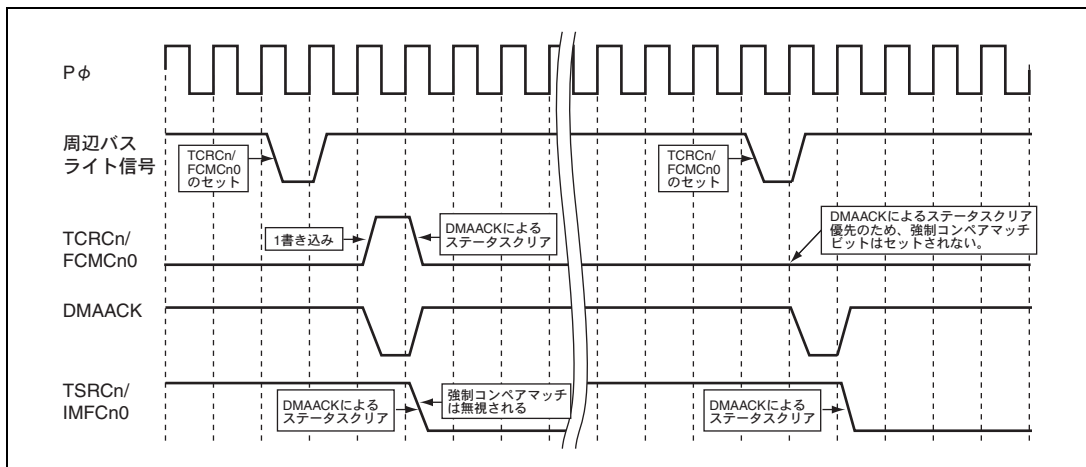 Pφ
周辺バス
ライト信号
TCRCn/
FCMCn0
のセット
TCRCn/
FCMCn0
のセット
TCRCn/
FCMCn0
1書き込み
DMAACKによる
ステータスクリア
DMAACKによるステータスクリア
優先のため、強制コンペアマッチ
ビットはセットされない。
DMAACK
TSRCn/
IMFCn0
DMAACKによる
ステータスクリア
強制コンペアマッチ
は無視される
DMAACKによる
ステータスクリア